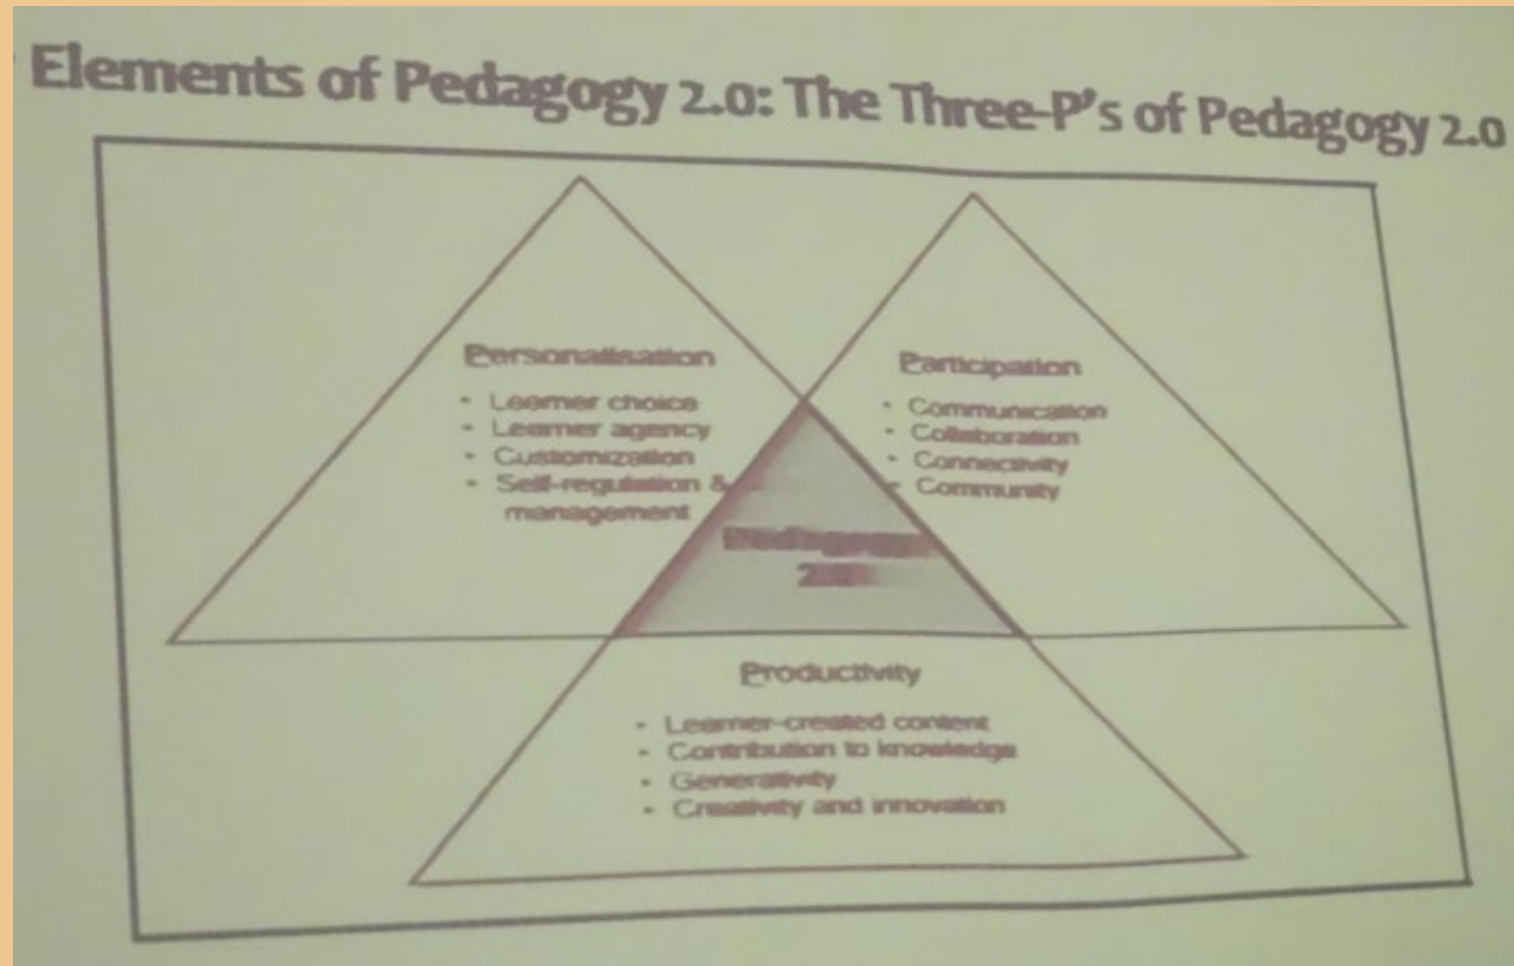 Elements of Pedagogy 2.0: The Three-P's of Pedagogy 2.0
Personalisation
- Learner choice
- Learner agency
- Customization
- Self-regulation &
management
Participation
- Communication
- Collaboration
- Connectivity
- Community
Pedagogy
2.0
Productivity
- Learner-created content
- Contribution to knowledge
- Generativity
- Creativity and innovation